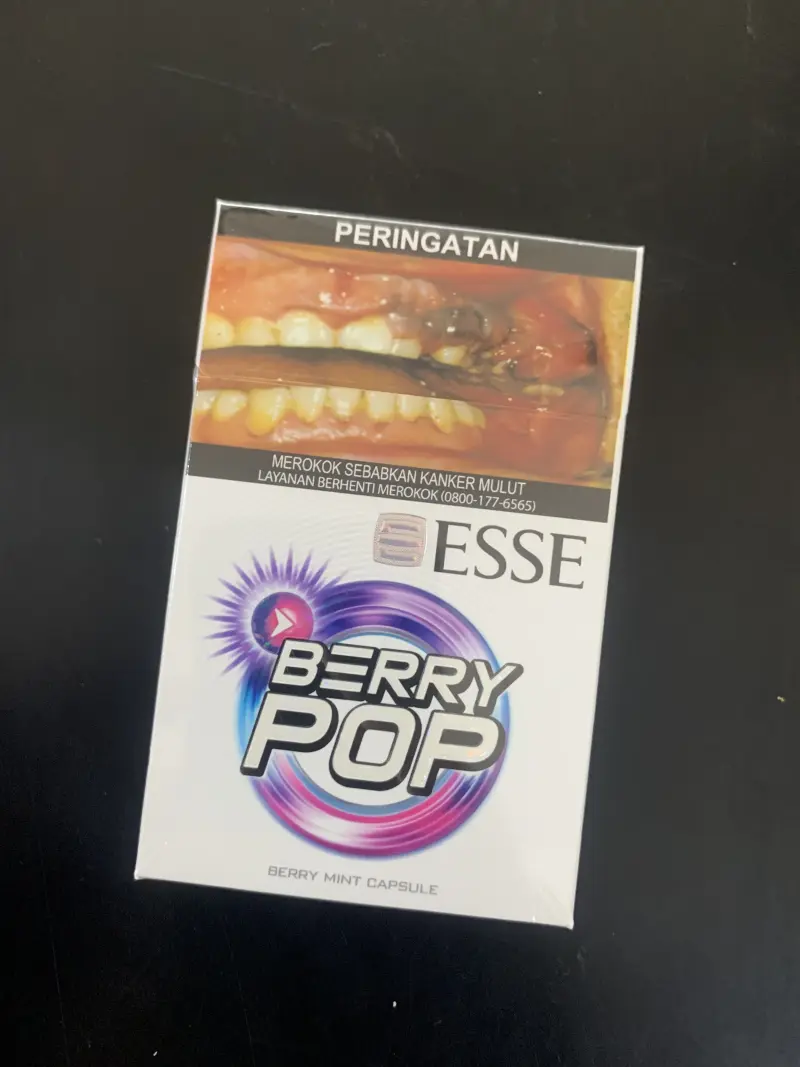 PERINGATAN
MEROKOK SEBABKAN KANKER MULUT
LAYANAN BERHENTI MEROKOK (0800-177-6565)
ESSE
BERRY
POP
BERRY MINT CAPSULE